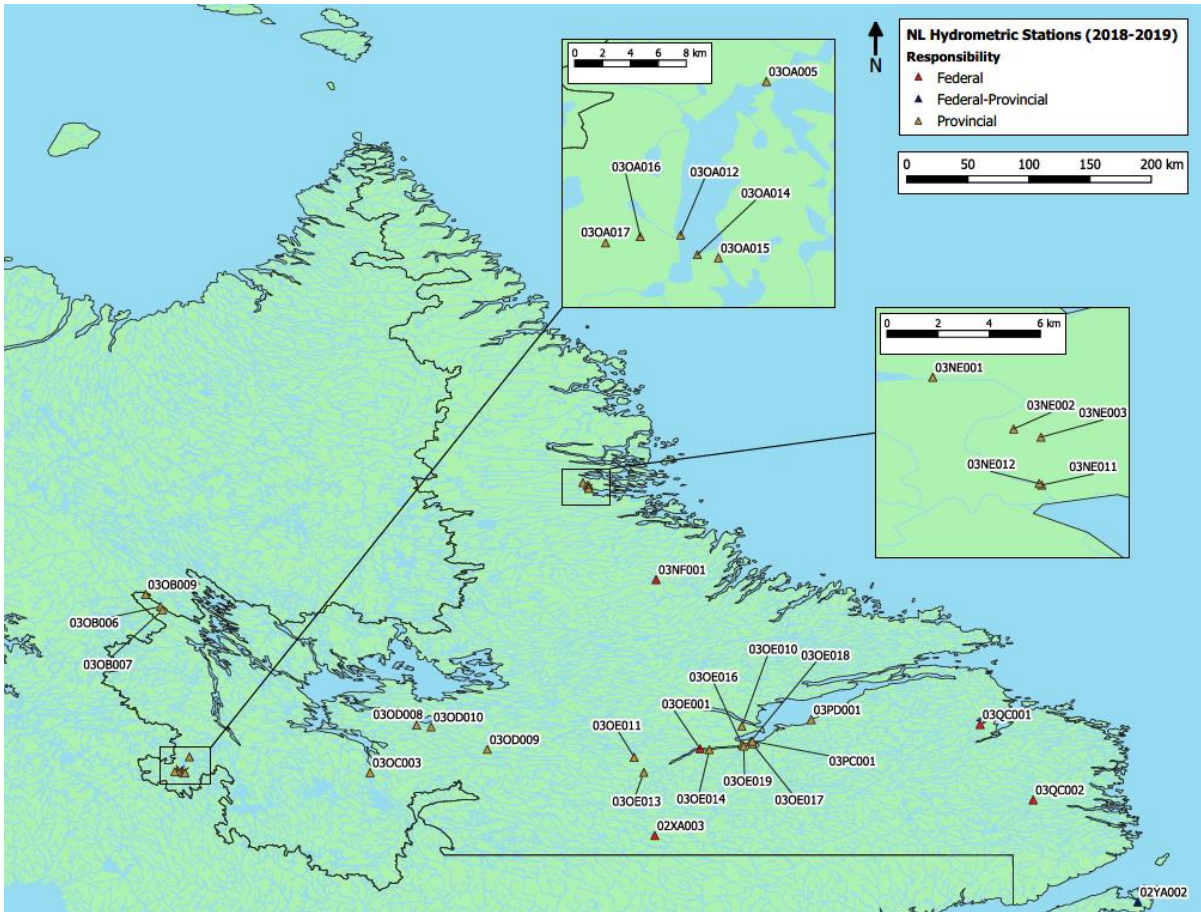 NL Hydrometric Stations (2018-2019)
Responsibility
Federal
Federal-Provincial
Provincial
N
0 50 100 150 200 km
0 2 4 6 8 km
03OA005
03OA016
03OA012
03OA014
03OA017
03OA015
0 2 4 6 km
03NE001
03NE002
03NE003
03NE012
03NE011
03NF001
03OB009
03OB006
03OB007
03OE010
03OE018
03OE016
03OE001
03PD001
03OD008
03OD010
03OD009
03OE011
03QC001
03OC003
03OE013
03OE014
03OE019
03OE017
03PC001
03QC002
02XA003
02YA002